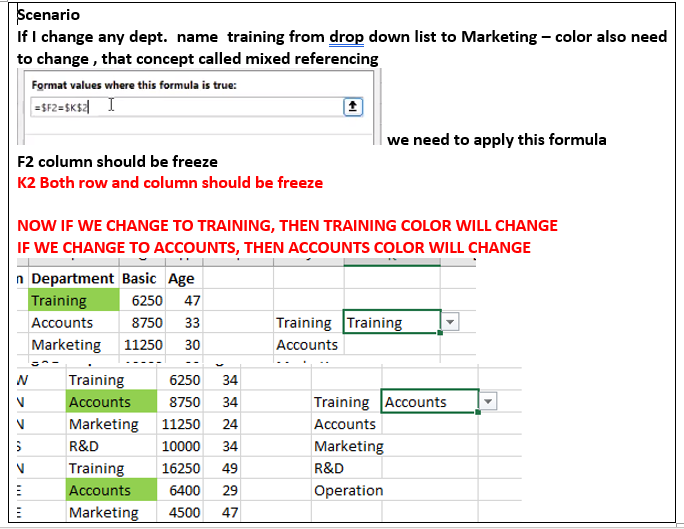 Scenario
If I change any dept.  name  training from drop down list to Marketing – color also need
to change , that concept called mixed referencing
Format values where this formula is true:
=$F2=$K$2
we need to apply this formula
F2 column should be freeze
K2 Both row and column should be freeze
NOW IF WE CHANGE TO TRAINING, THEN TRAINING COLOR WILL CHANGE
IF WE CHANGE TO ACCOUNTS, THEN ACCOUNTS COLOR WILL CHANGE
n Department Basic Age
Training 6250 47
Accounts 8750 33 Training Training
Marketing 11250 30 Accounts
Training 6250 34
N Accounts 8750 34 Training Accounts
N Marketing 11250 24 Accounts
S R&D 10000 34 Marketing
N Training 16250 49 R&D
E Accounts 6400 29 Operation
E Marketing 4500 47